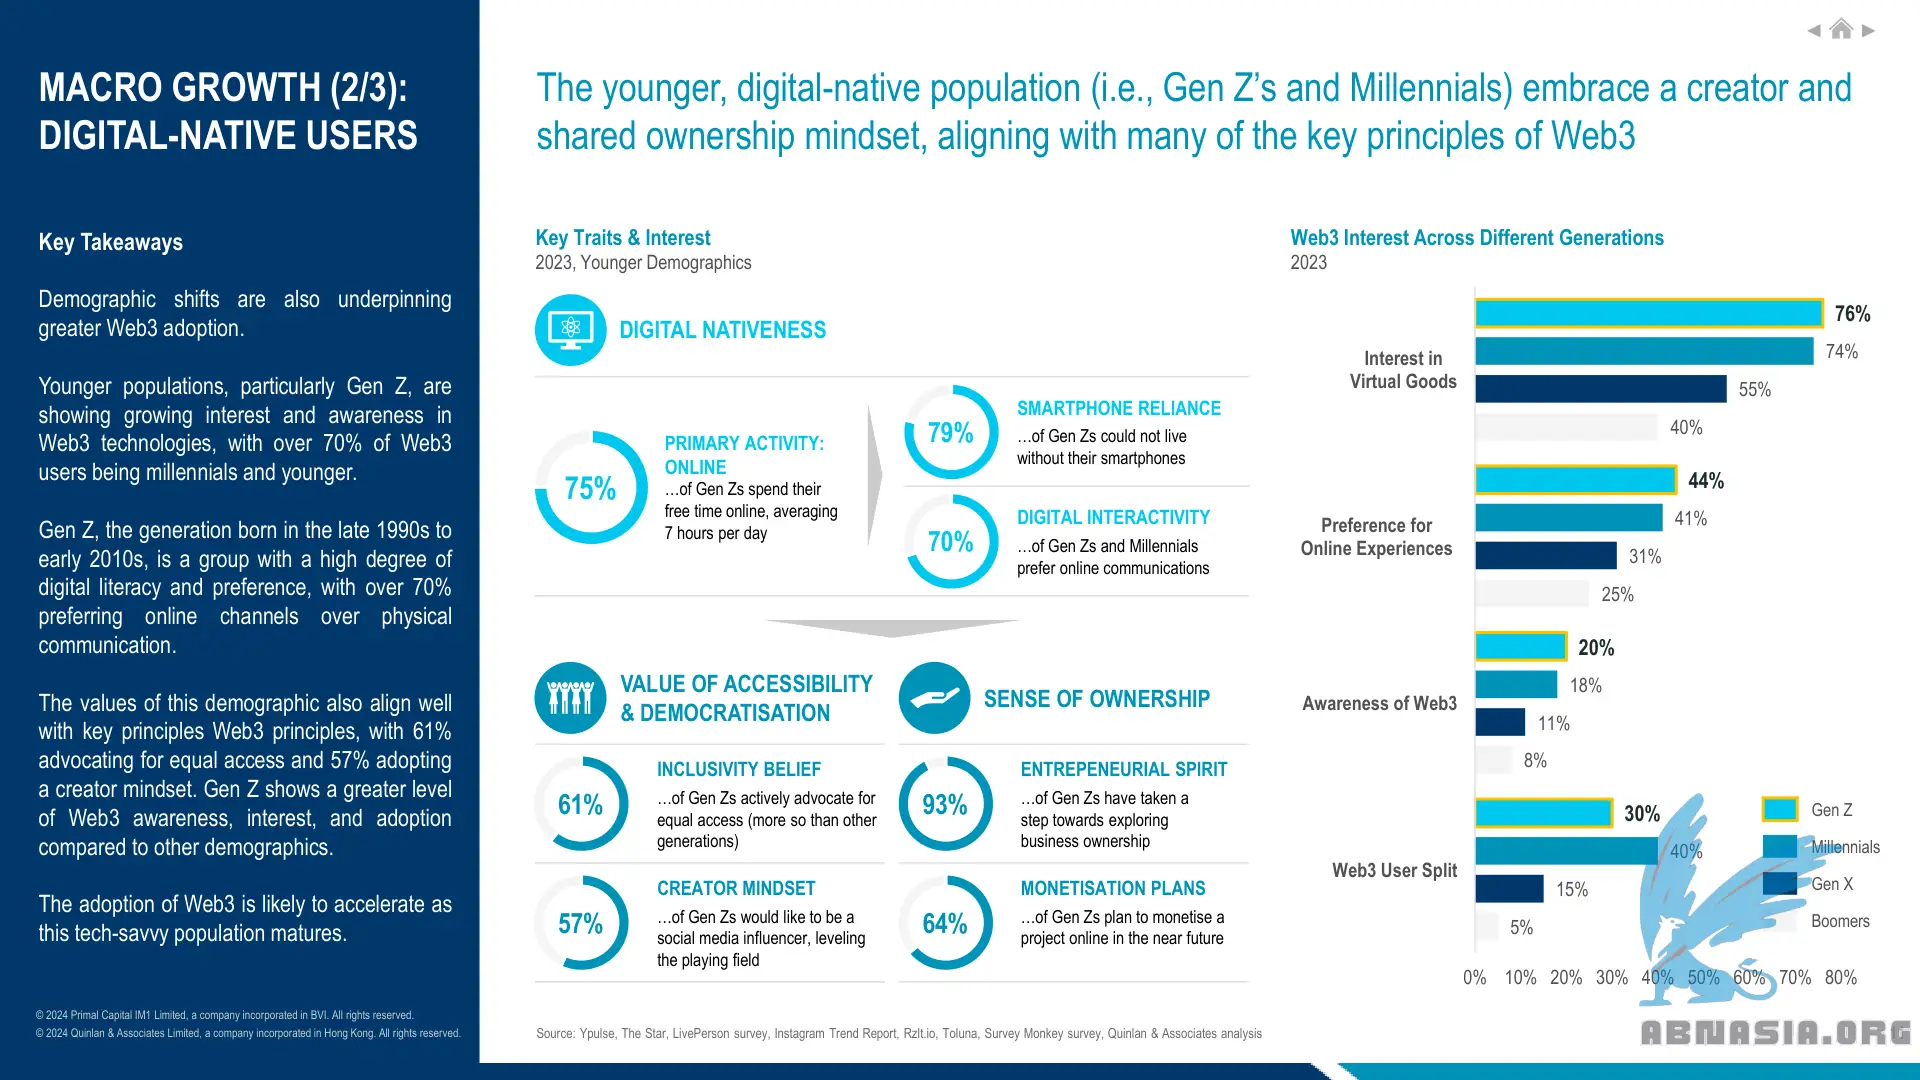 MACRO GROWTH (2/3):
DIGITAL-NATIVE USERS
Key Takeaways
Demographic shifts are also underpinning
greater Web3 adoption.
Younger populations, particularly Gen Z, are
showing growing interest and awareness in
Web3 technologies, with over 70% of Web3
users being millennials and younger.
Gen Z, the generation born in the late 1990s to
early 2010s, is a group with a high degree of
digital literacy and preference, with over 70%
preferring online channels over physical
communication.
The values of this demographic also align well
with key principles Web3 principles, with 61%
advocating for equal access and 57% adopting
a creator mindset. Gen Z shows a greater level
of Web3 awareness, interest, and adoption
compared to other demographics.
The adoption of Web3 is likely to accelerate as
this tech-savvy population matures.
© 2024 Primal Capital IM1 Limited, a company incorporated in BVI. All rights reserved.
© 2024 Quinlan & Associates Limited, a company incorporated in Hong Kong. All rights reserved.
The younger, digital-native population (i.e., Gen Z’s and Millennials) embrace a creator and
shared ownership mindset, aligning with many of the key principles of Web3
Key Traits & Interest
2023, Younger Demographics
DIGITAL NATIVENESS
75%
PRIMARY ACTIVITY:
ONLINE
…of Gen Zs spend their
free time online, averaging
7 hours per day
79%
SMARTPHONE RELIANCE
…of Gen Zs could not live
without their smartphones
70%
DIGITAL INTERACTIVITY
…of Gen Zs and Millennials
prefer online communications
VALUE OF ACCESSIBILITY
& DEMOCRATISATION
61%
INCLUSIVITY BELIEF
…of Gen Zs actively advocate for
equal access (more so than other
generations)
57%
CREATOR MINDSET
…of Gen Zs would like to be a
social media influencer, leveling
the playing field
SENSE OF OWNERSHIP
93%
ENTREPENEURIAL SPIRIT
…of Gen Zs have taken a
step towards exploring
business ownership
64%
MONETISATION PLANS
…of Gen Zs plan to monetise a
project online in the near future
Web3 Interest Across Different Generations
2023
Interest in
Virtual Goods
76%
74%
55%
40%
Preference for
Online Experiences
44%
41%
31%
25%
Awareness of Web3
20%
18%
11%
8%
Web3 User Split
30%
40%
15%
5%
Gen Z
Millennials
Gen X
Boomers
0% 10% 20% 30% 40% 50% 60% 70% 80%
Source: Ypulse, The Star, LivePerson survey, Instagram Trend Report, Rzlt.io, Toluna, Survey Monkey survey, Quinlan & Associates analysis
ABMASIA.ORG